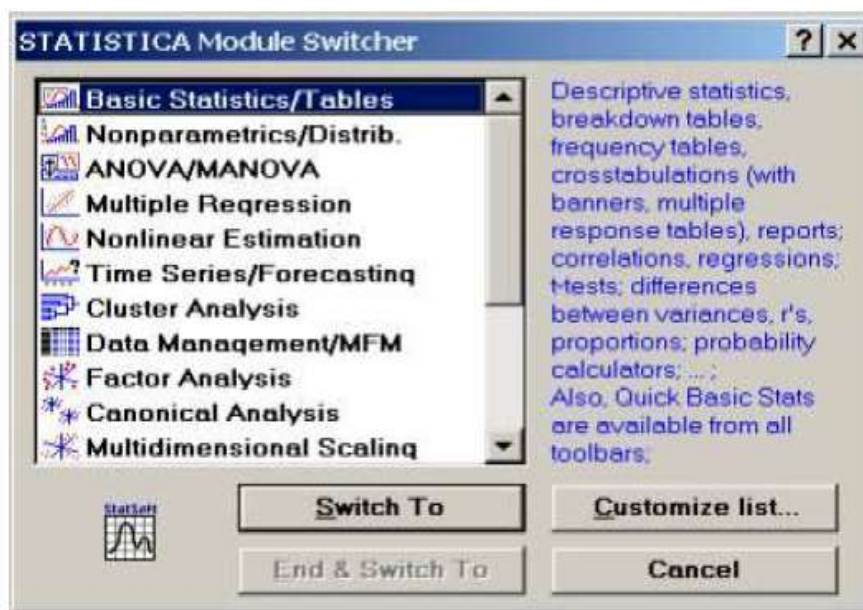 STATISTICA Module Switcher
Basic Statistics/Tables
Nonparametrics/Distrib.
ANOVA/MANOVA
Multiple Regression
Nonlinear Estimation
Time Series/Forecasting
Cluster Analysis
Data Management/MFM
Factor Analysis
Canonical Analysis
Multidimensional Scaling
Descriptive statistics,
breakdown tables,
frequency tables,
crosstabulations (with
banners, multiple
response tables), reports;
correlations, regressions;
t-tests; differences
between variances, r's,
proportions; probability
calculators; ... ;
Also, Quick Basic Stats
are available from all
toolbars;
StatSoft
Switch To
Customize list...
End & Switch To
Cancel